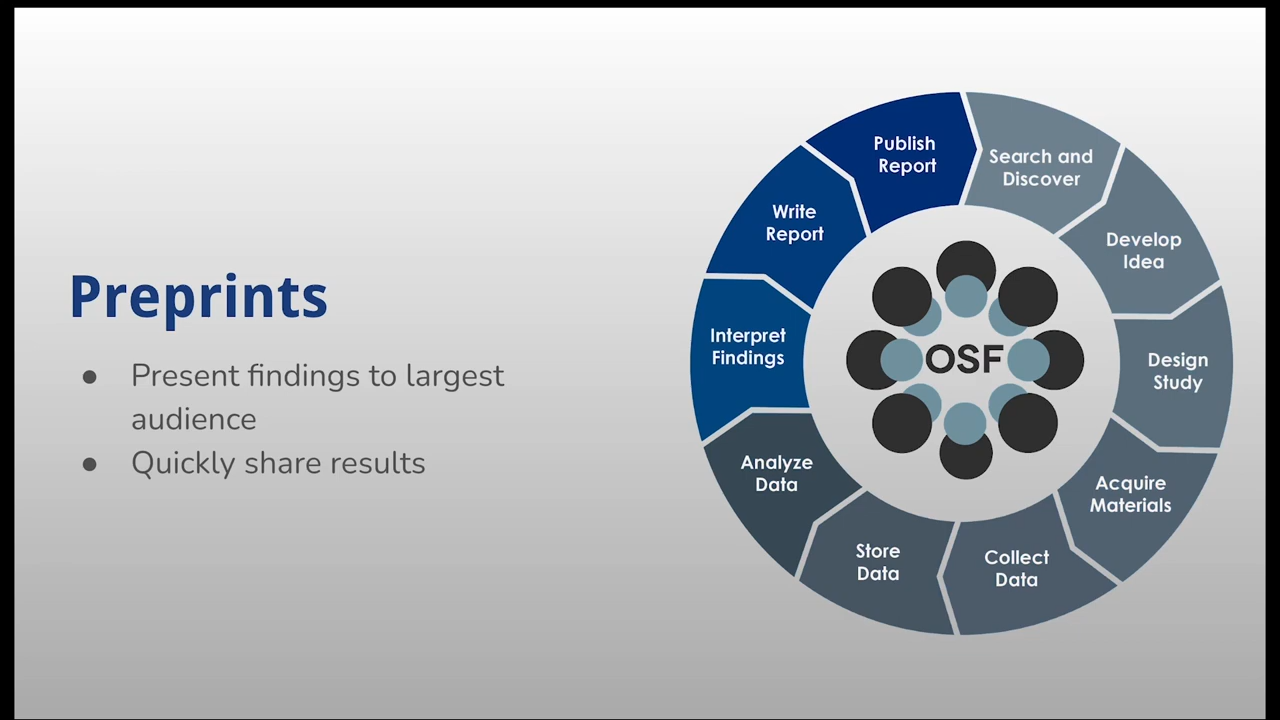 Preprints
● Present findings to largest
audience
● Quickly share results
Publish
Report
Search and
Discover
Develop
Idea
Design
Study
Acquire
Materials
Collect
Data
Store
Data
Analyze
Data
Interpret
Findings
Write
Report
OSF